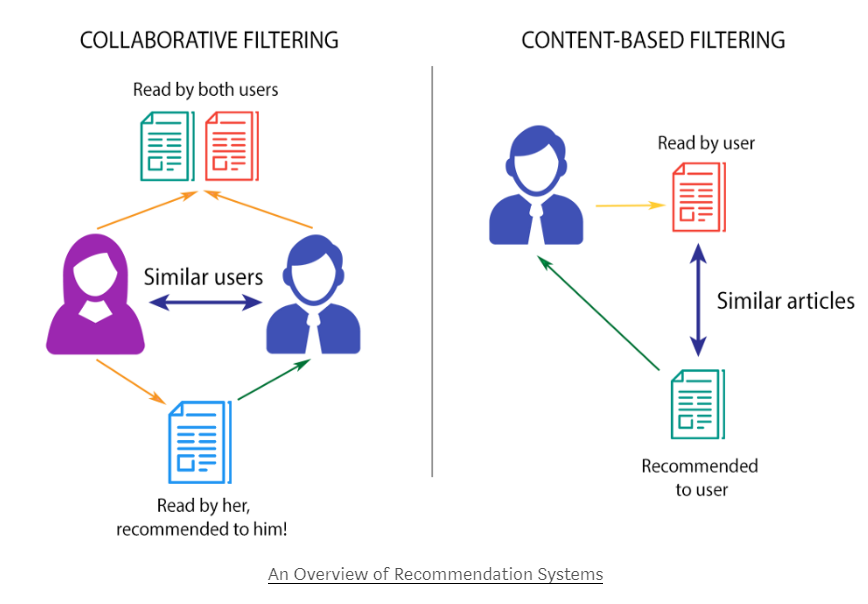 COLLABORATIVE FILTERING
Read by both users
Similar users
Read by her,
recommended to him!
CONTENT-BASED FILTERING
Read by user
Similar articles
Recommended
to user
An Overview of Recommendation Systems